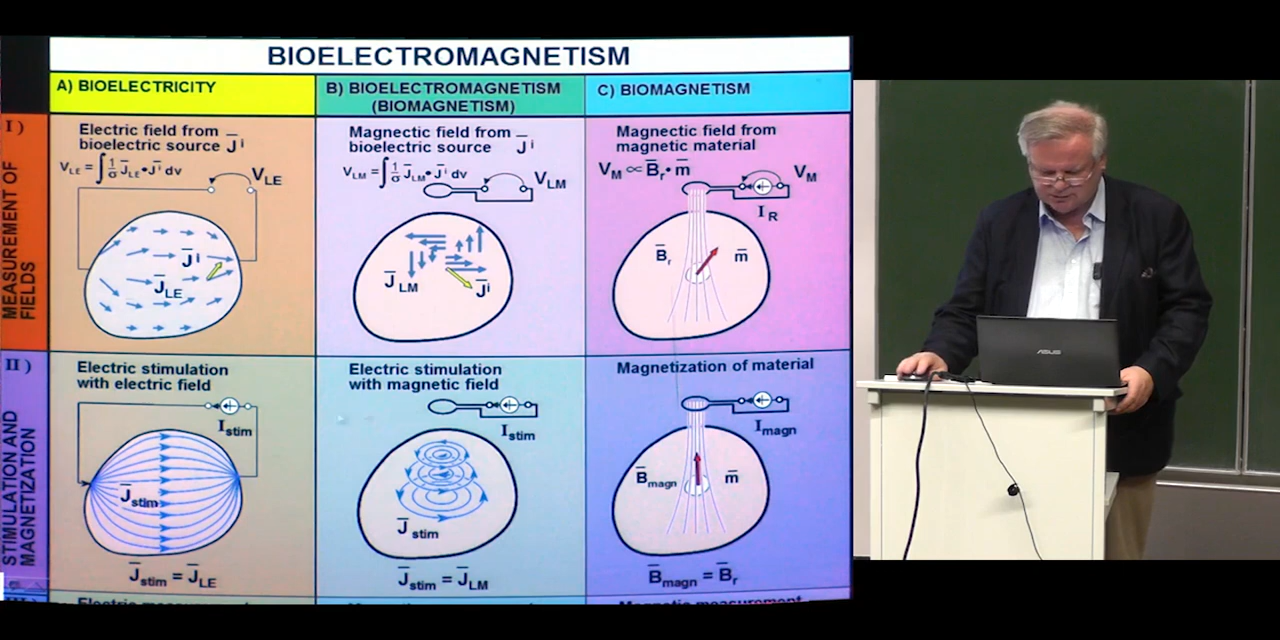 BIOELECTROMAGNETISM
A) BIOELECTRICITY
B) BIOELECTROMAGNETISM
(BIOMAGNETISM)
C) BIOMAGNETISM
I)
MEASUREMENT OF
FIELDS
Electric field from
bioelectric source J̅ⁱ
V_LE = ∫ 1/σ J̅_LE • J̅ⁱ dv
V_LE
J̅ⁱ
J̅_LE
Magnectic field from
bioelectric source J̅ⁱ
V_LM = ∫ 1/σ J̅_LM • J̅ⁱ dv
V_LM
J̅_LM
J̅ⁱ
Magnectic field from
magnetic material
V_M ∝ B̅_r • m̅
V_M
I_R
B̅_r
m̅
II)
STIMULATION AND
MAGNETIZATION
Electric stimulation
with electric field
I_stim
J̅_stim
J̅_stim = J̅_LE
Electric stimulation
with magnetic field
I_stim
J̅_stim
J̅_stim = J̅_LM
Magnetization of material
I_magn
B̅_magn
m̅
B̅_magn = B̅_r
ASUS